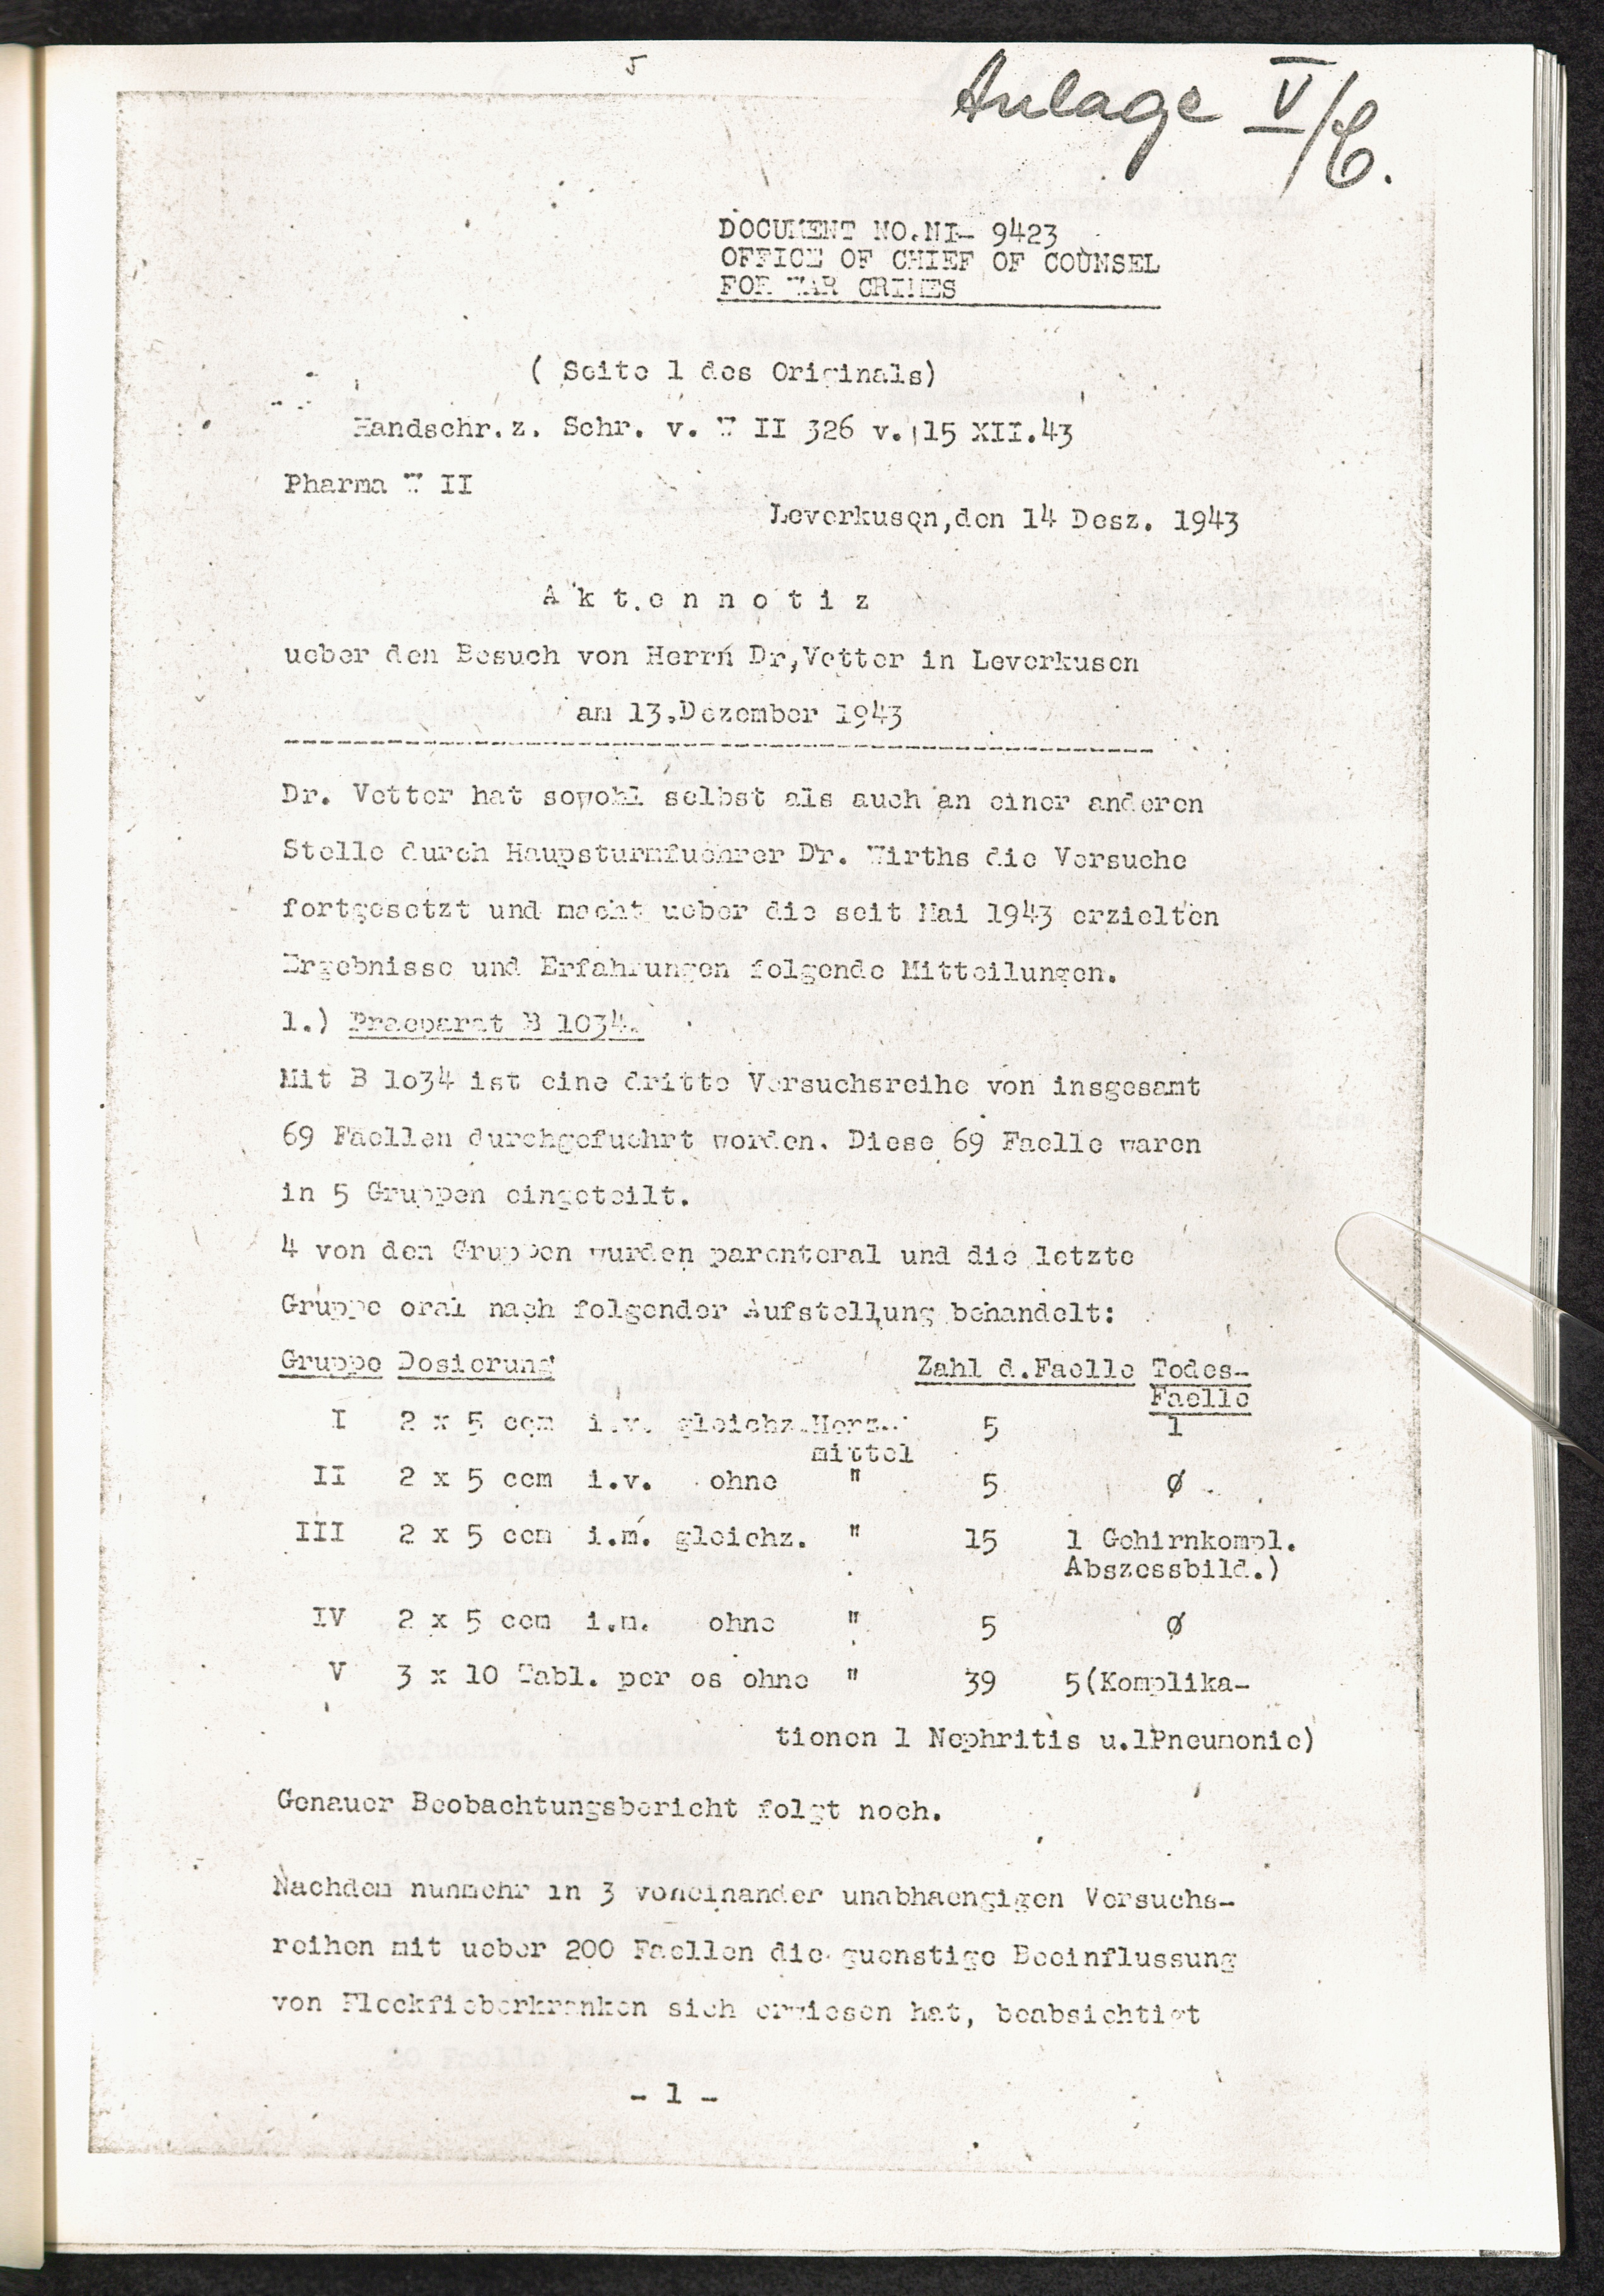 5
Anlage V/C.
DOCUMENT NO.NI- 9423
OFFICE OF CHIEF OF COUNSEL
FOR WAR CRIMES
( Seite 1 des Originals)
Handschr.z. Schr. v. W II 326 v. 15 XII.43
Pharma W II
Leverkusen,den 14 Desz. 1943
A k t e n n o t i z
ueber den Besuch von Herrn Dr,Vetter in Leverkusen
am 13.Dezember 1943
Dr. Vetter hat sowohl selbst als auch an einer anderen
Stelle durch Haupsturmfuehrer Dr. Wirths die Versuche
fortgesetzt und macht ueber die seit Mai 1943 erzielten
Ergebnisse und Erfahrungen folgende Mitteilungen.
1.) Praeparat B 1034.
Mit B 1o34 ist eine dritte Versuchsreihe von insgesamt
69 Faellen durchgefuehrt worden. Diese 69 Faelle waren
in 5 Gruppen eingeteilt.
4 von den Gruppen wurden parenteral und die letzte
Gruppe oral nach folgender Aufstellung behandelt:
Gruppe Dosierung Zahl d.Faelle Todes-
Faelle
I 2 x 5 ccm i.v. gleichz.Herz- 5 1
mittel
II 2 x 5 ccm i.v. ohne " 5 ø
III 2 x 5 ccm i.m. gleichz. " 15 1 Gehirnkompl.
Abszessbild.)
IV 2 x 5 ccm i.m. ohne " 5 ø
V 3 x 10 Tabl. per os ohne " 39 5(Komplika-
tionen 1 Nephritis u.1Pneumonie)
Genauer Beobachtungsbericht folgt noch.
Nachdem nunmehr in 3 voneinander unabhaengigen Versuchs-
reihen mit ueber 200 Faellen die guenstige Beeinflussung
von Fleckfieberkranken sich erwiesen hat, beabsichtigt
- 1 -